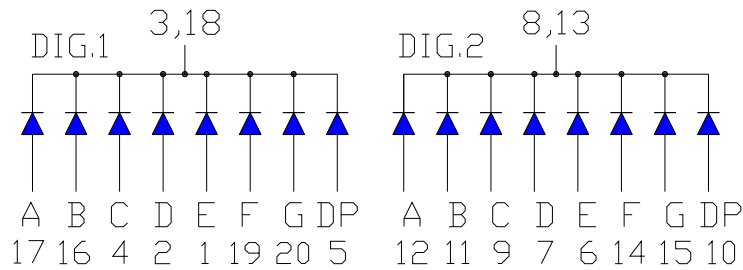 3,18 8,13
DIG.1 DIG.2
A B C D E F G DP A B C D E F G DP
17 16 4 2 1 19 20 5 12 11 9 7 6 14 15 10